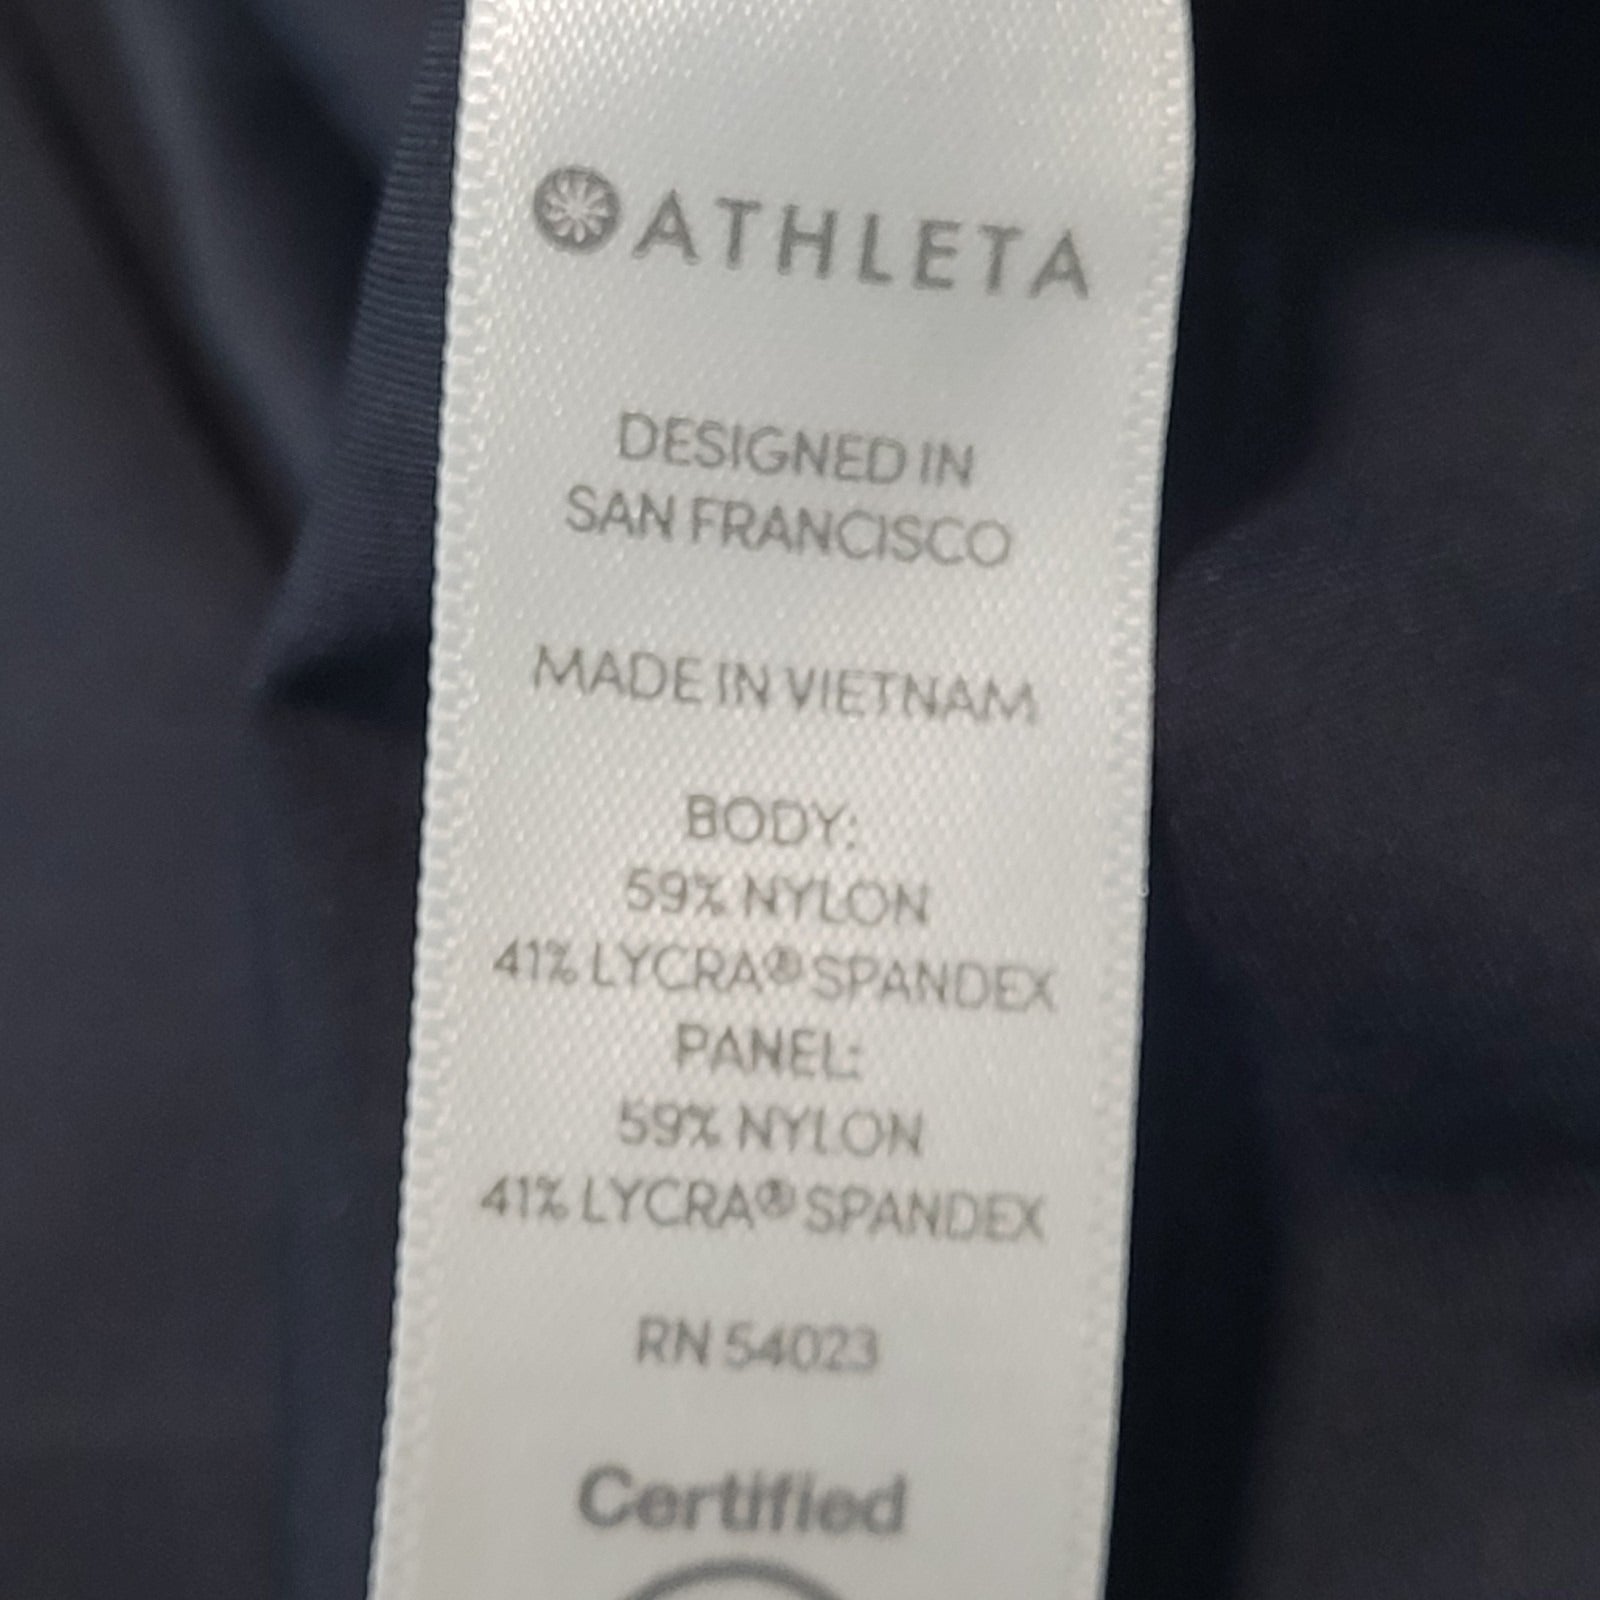 ATHLETA
DESIGNED IN
SAN FRANCISCO
MADE IN VIETNAM
BODY:
59% NYLON
41% LYCRA® SPANDEX
PANEL:
59% NYLON
41% LYCRA® SPANDEX
RN 54023
Certified